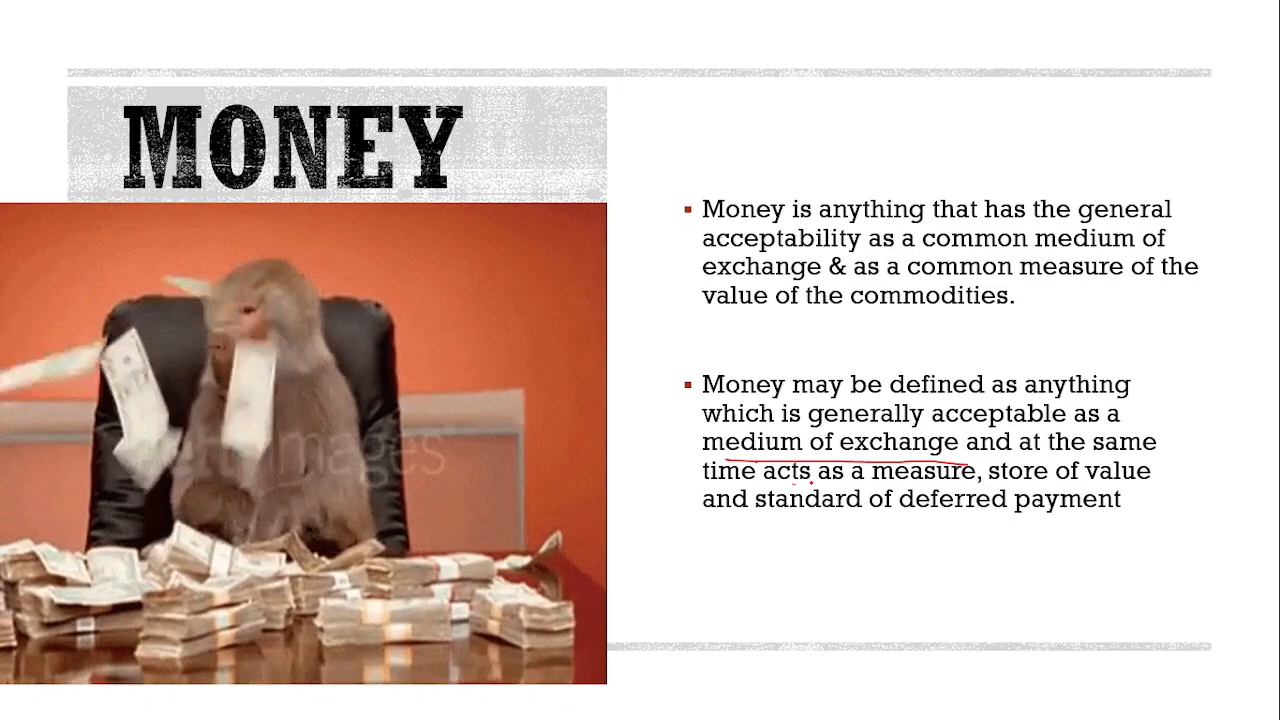 MONEY
Money is anything that has the general
acceptability as a common medium of
exchange & as a common measure of the
value of the commodities.
Money may be defined as anything
which is generally acceptable as a
medium of exchange and at the same
time acts as a measure, store of value
and standard of deferred payment